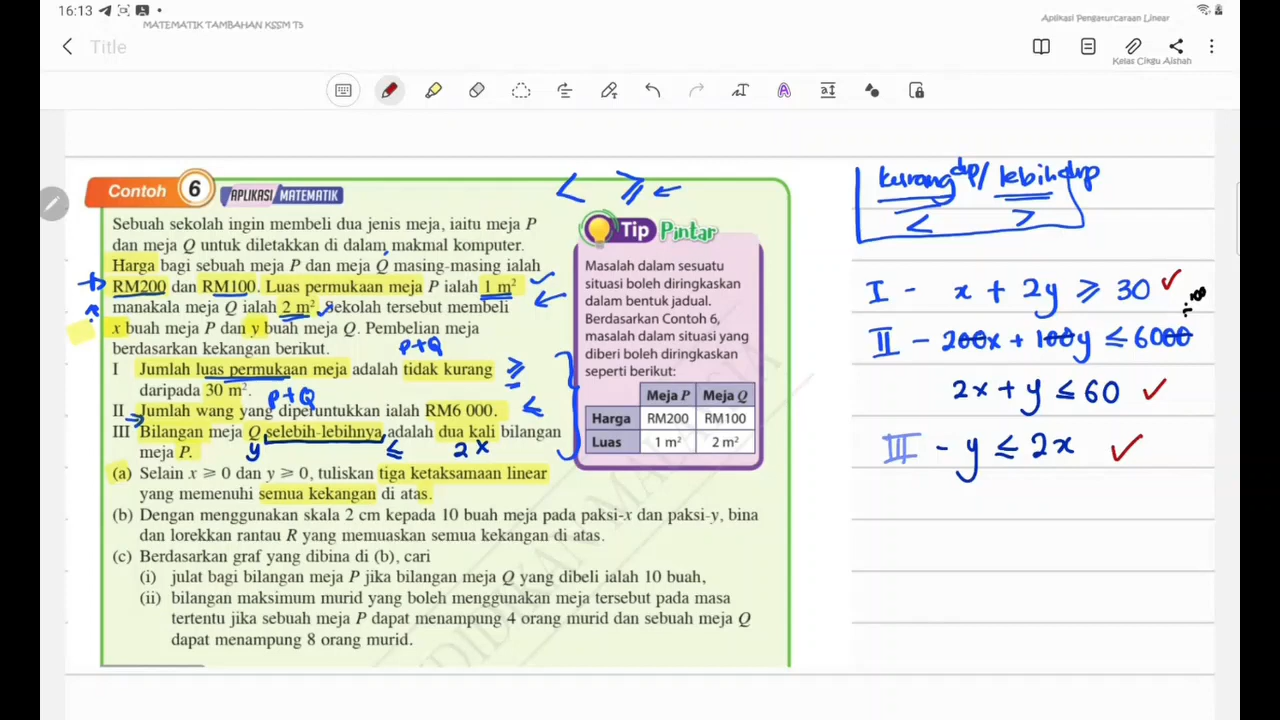 16:13
MATEMATIK TAMBAHAN KSSM T5
Aplikasi Pengaturcaraan Linear
Title
Kelas Cikgu Aishah
Contoh 6 APLIKASI MATEMATIK
< ⩾ ←
Sebuah sekolah ingin membeli dua jenis meja, iaitu meja P
dan meja Q untuk diletakkan di dalam makmal komputer.
Harga bagi sebuah meja P dan meja Q masing-masing ialah
RM200 dan RM100. Luas permukaan meja P ialah 1 m²
manakala meja Q ialah 2 m². Sekolah tersebut membeli
x buah meja P dan y buah meja Q. Pembelian meja
berdasarkan kekangan berikut.
P+Q
I Jumlah luas permukaan meja adalah tidak kurang ⩾
daripada 30 m².
P+Q
II Jumlah wang yang diperuntukkan ialah RM6 000. ≤
III Bilangan meja Q selebih-lebihnya adalah dua kali bilangan
y ≤ 2x
meja P.
(a) Selain x ⩾ 0 dan y ⩾ 0, tuliskan tiga ketaksamaan linear
yang memenuhi semua kekangan di atas.
(b) Dengan menggunakan skala 2 cm kepada 10 buah meja pada paksi-x dan paksi-y, bina
dan lorekkan rantau R yang memuaskan semua kekangan di atas.
(c) Berdasarkan graf yang dibina di (b), cari
(i) julat bagi bilangan meja P jika bilangan meja Q yang dibeli ialah 10 buah,
(ii) bilangan maksimum murid yang boleh menggunakan meja tersebut pada masa
tertentu jika sebuah meja P dapat menampung 4 orang murid dan sebuah meja Q
dapat menampung 8 orang murid.
Tip Pintar
Masalah dalam sesuatu
situasi boleh diringkaskan
dalam bentuk jadual.
Berdasarkan Contoh 6,
masalah dalam situasi yang
diberi boleh diringkaskan
seperti berikut:
Meja P Meja Q
Harga RM200 RM100
Luas 1 m² 2 m²
kurang drp/ lebih drp
< >
I - x + 2y ⩾ 30 ✓
÷100
II - 200x + 100y ≤ 6000
2x + y ≤ 60 ✓
III - y ≤ 2x ✓